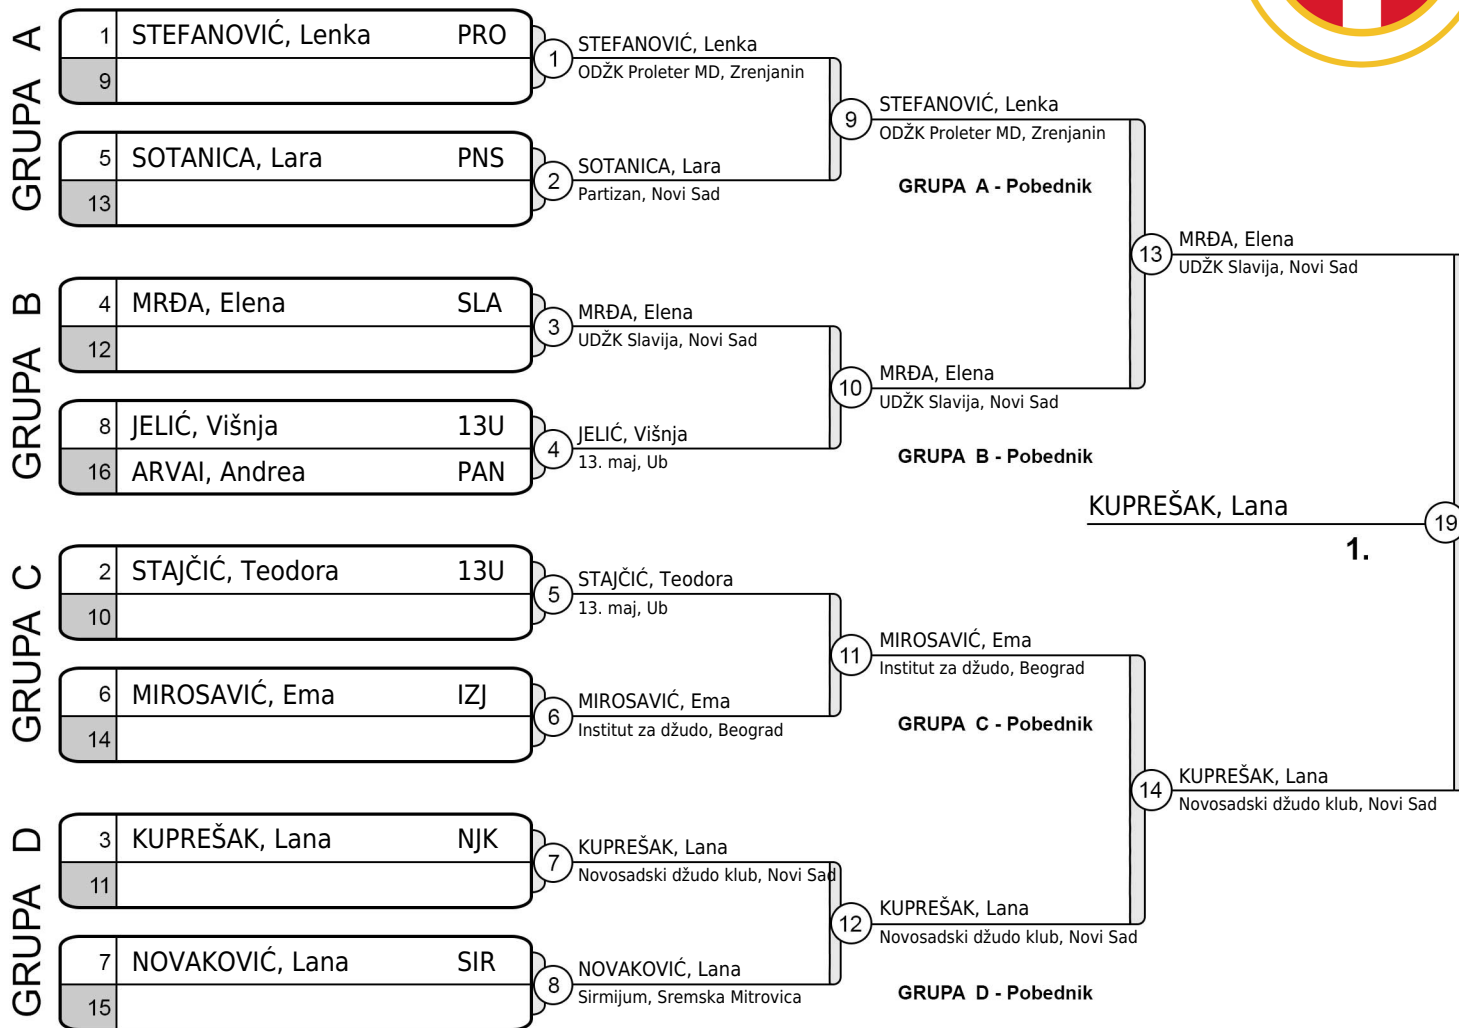 GRUPA A
1 STEFANOVIĆ, Lenka PRO
9
5 SOTANICA, Lara PNS
13
GRUPA B
4 MRĐA, Elena SLA
12
8 JELIĆ, Višnja 13U
16 ARVAI, Andrea PAN
GRUPA C
2 STAJČIĆ, Teodora 13U
10
6 MIROSAVIĆ, Ema IZJ
14
GRUPA D
3 KUPREŠAK, Lana NJK
11
7 NOVAKOVIĆ, Lana SIR
15
1
STEFANOVIĆ, Lenka
ODŽK Proleter MD, Zrenjanin
2
SOTANICA, Lara
Partizan, Novi Sad
3
MRĐA, Elena
UDŽK Slavija, Novi Sad
4
JELIĆ, Višnja
13. maj, Ub
5
STAJČIĆ, Teodora
13. maj, Ub
6
MIROSAVIĆ, Ema
Institut za džudo, Beograd
7
KUPREŠAK, Lana
Novosadski džudo klub, Novi Sad
8
NOVAKOVIĆ, Lana
Sirmijum, Sremska Mitrovica
9
STEFANOVIĆ, Lenka
ODŽK Proleter MD, Zrenjanin
GRUPA A - Pobednik
10
MRĐA, Elena
UDŽK Slavija, Novi Sad
GRUPA B - Pobednik
11
MIROSAVIĆ, Ema
Institut za džudo, Beograd
GRUPA C - Pobednik
12
KUPREŠAK, Lana
Novosadski džudo klub, Novi Sad
GRUPA D - Pobednik
13
MRĐA, Elena
UDŽK Slavija, Novi Sad
14
KUPREŠAK, Lana
Novosadski džudo klub, Novi Sad
KUPREŠAK, Lana
19
1.